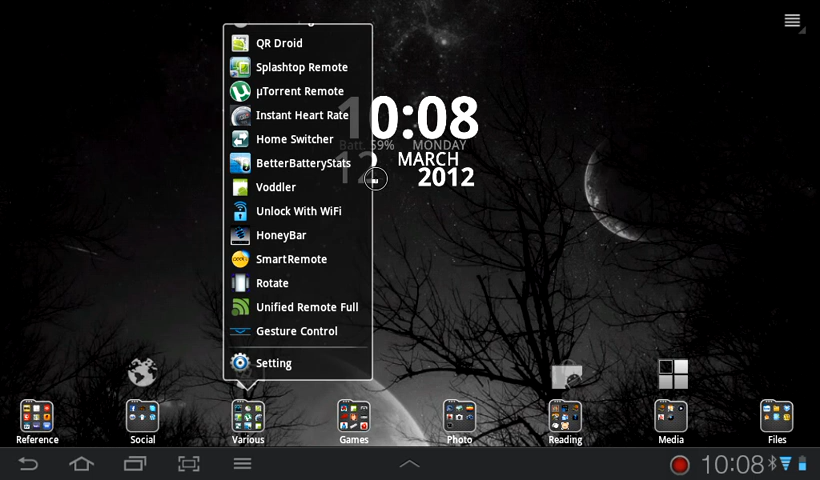 QR Droid
Splashtop Remote
µTorrent Remote
Instant Heart Rate
Home Switcher
BetterBatteryStats
Voddler
Unlock With WiFi
HoneyBar
SmartRemote
Rotate
Unified Remote Full
Gesture Control
Setting
10:08
Batt. 59% MONDAY
12 MARCH
2012
Reference Social Various Games Photo Reading Media Files
10:08